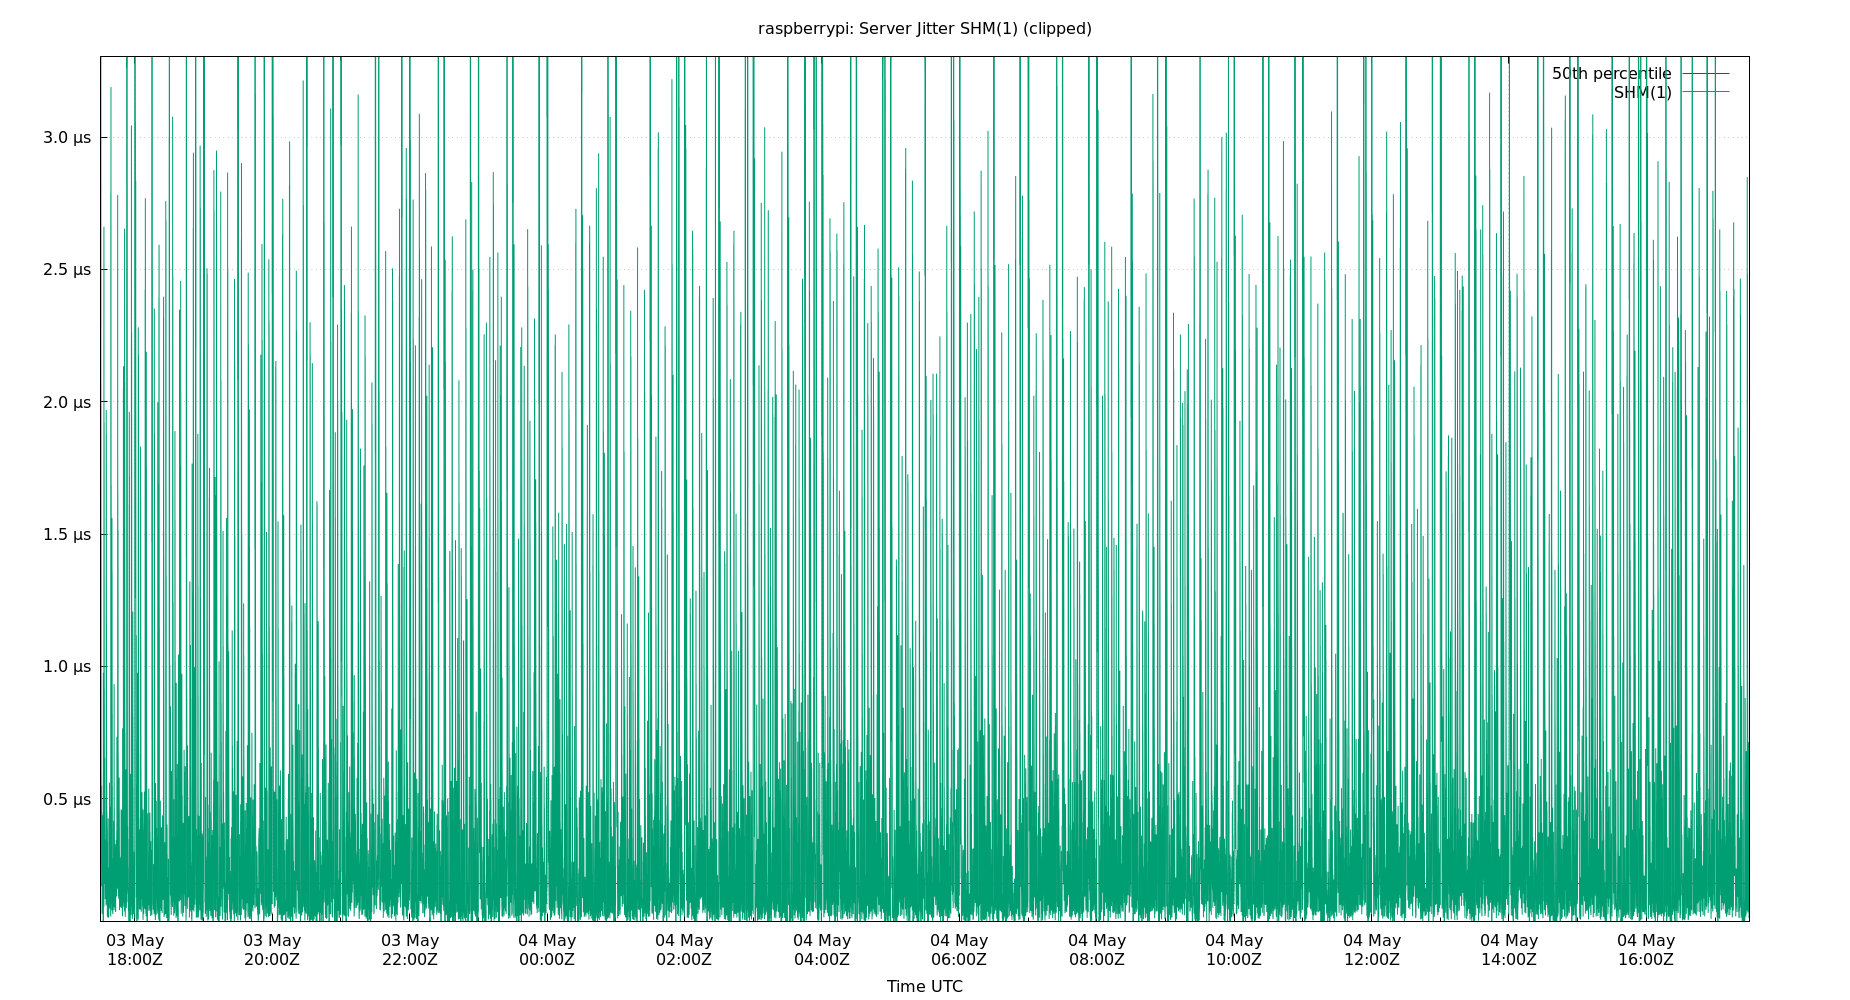 raspberrypi: Server Jitter SHM(1) (clipped)
50th percentile
SHM(1)
3.0 µs
2.5 µs
2.0 µs
1.5 µs
1.0 µs
0.5 µs
03 May 03 May 03 May 04 May 04 May 04 May 04 May 04 May 04 May 04 May 04 May 04 May
18:00Z 20:00Z 22:00Z 00:00Z 02:00Z 04:00Z 06:00Z 08:00Z 10:00Z 12:00Z 14:00Z 16:00Z
Time UTC